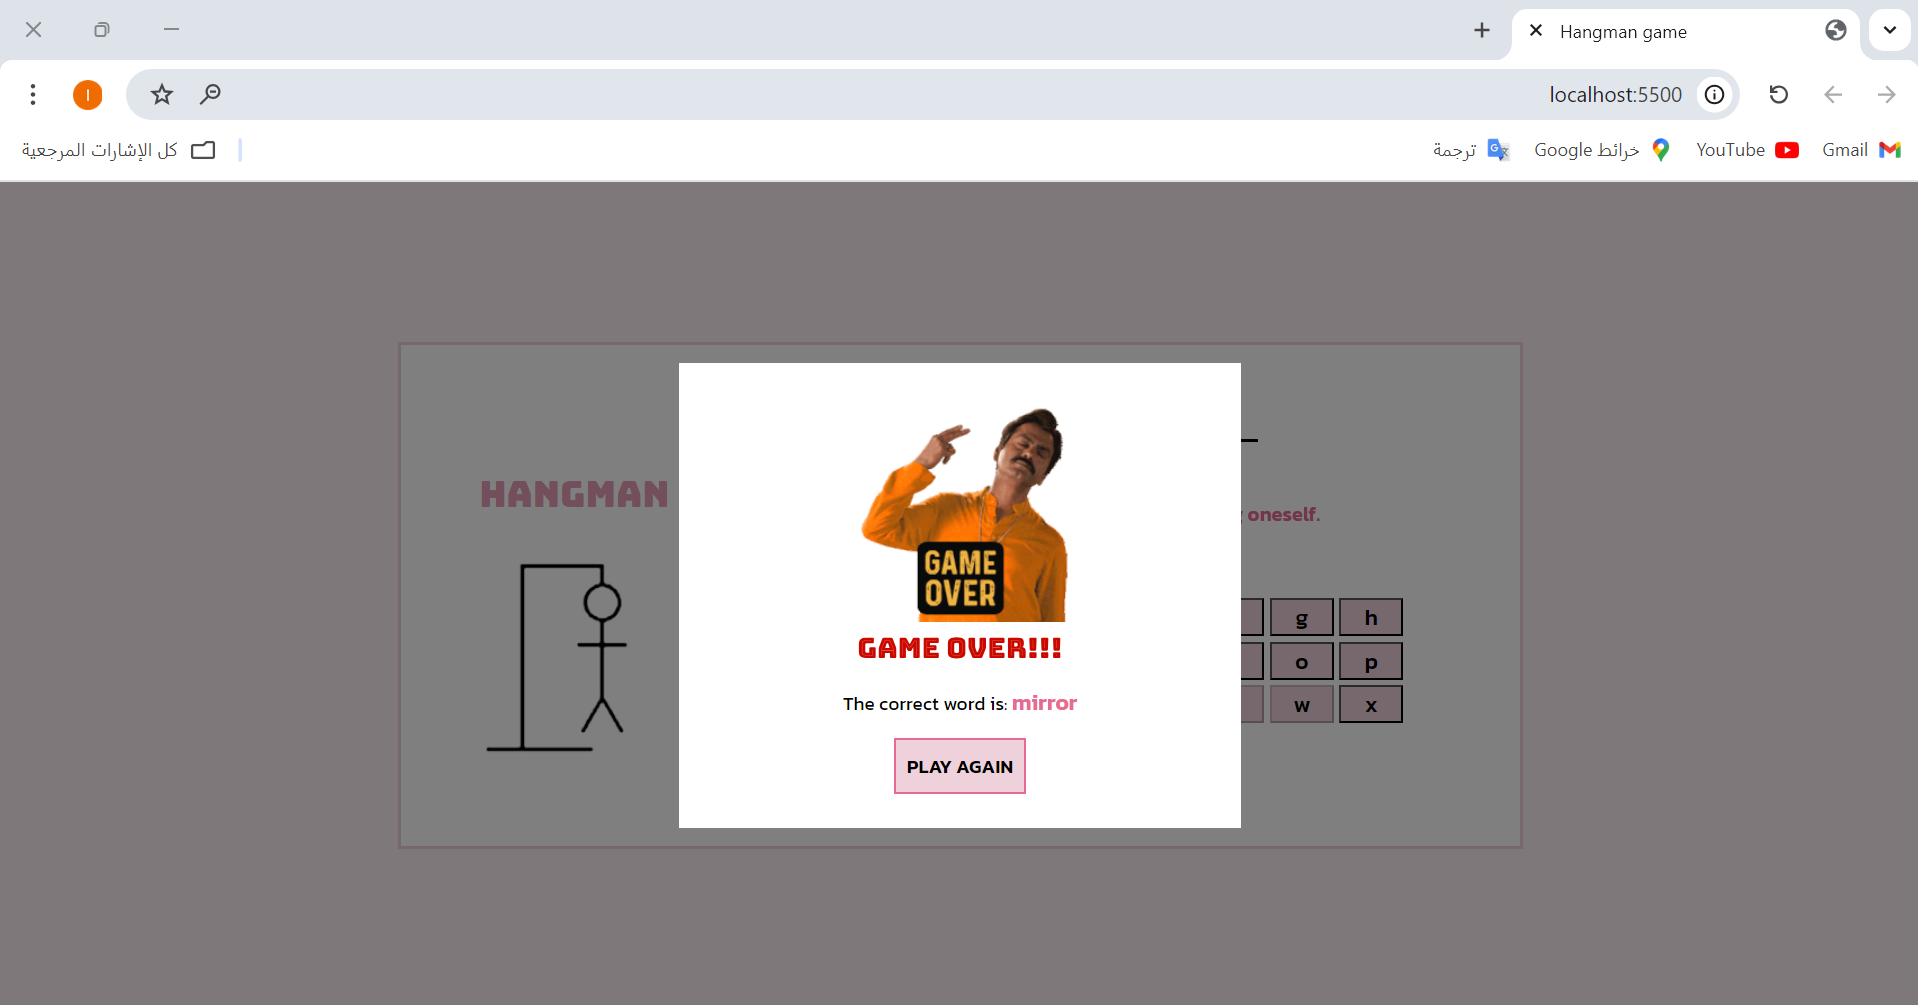 Hangman game
localhost:5500
Gmail
YouTube
خرائط Google
ترجمة
كل الإشارات المرجعية
I
HANGMAN
oneself.
g
h
o
p
w
x
GAME
OVER
GAME OVER!!!
The correct word is: mirror
PLAY AGAIN